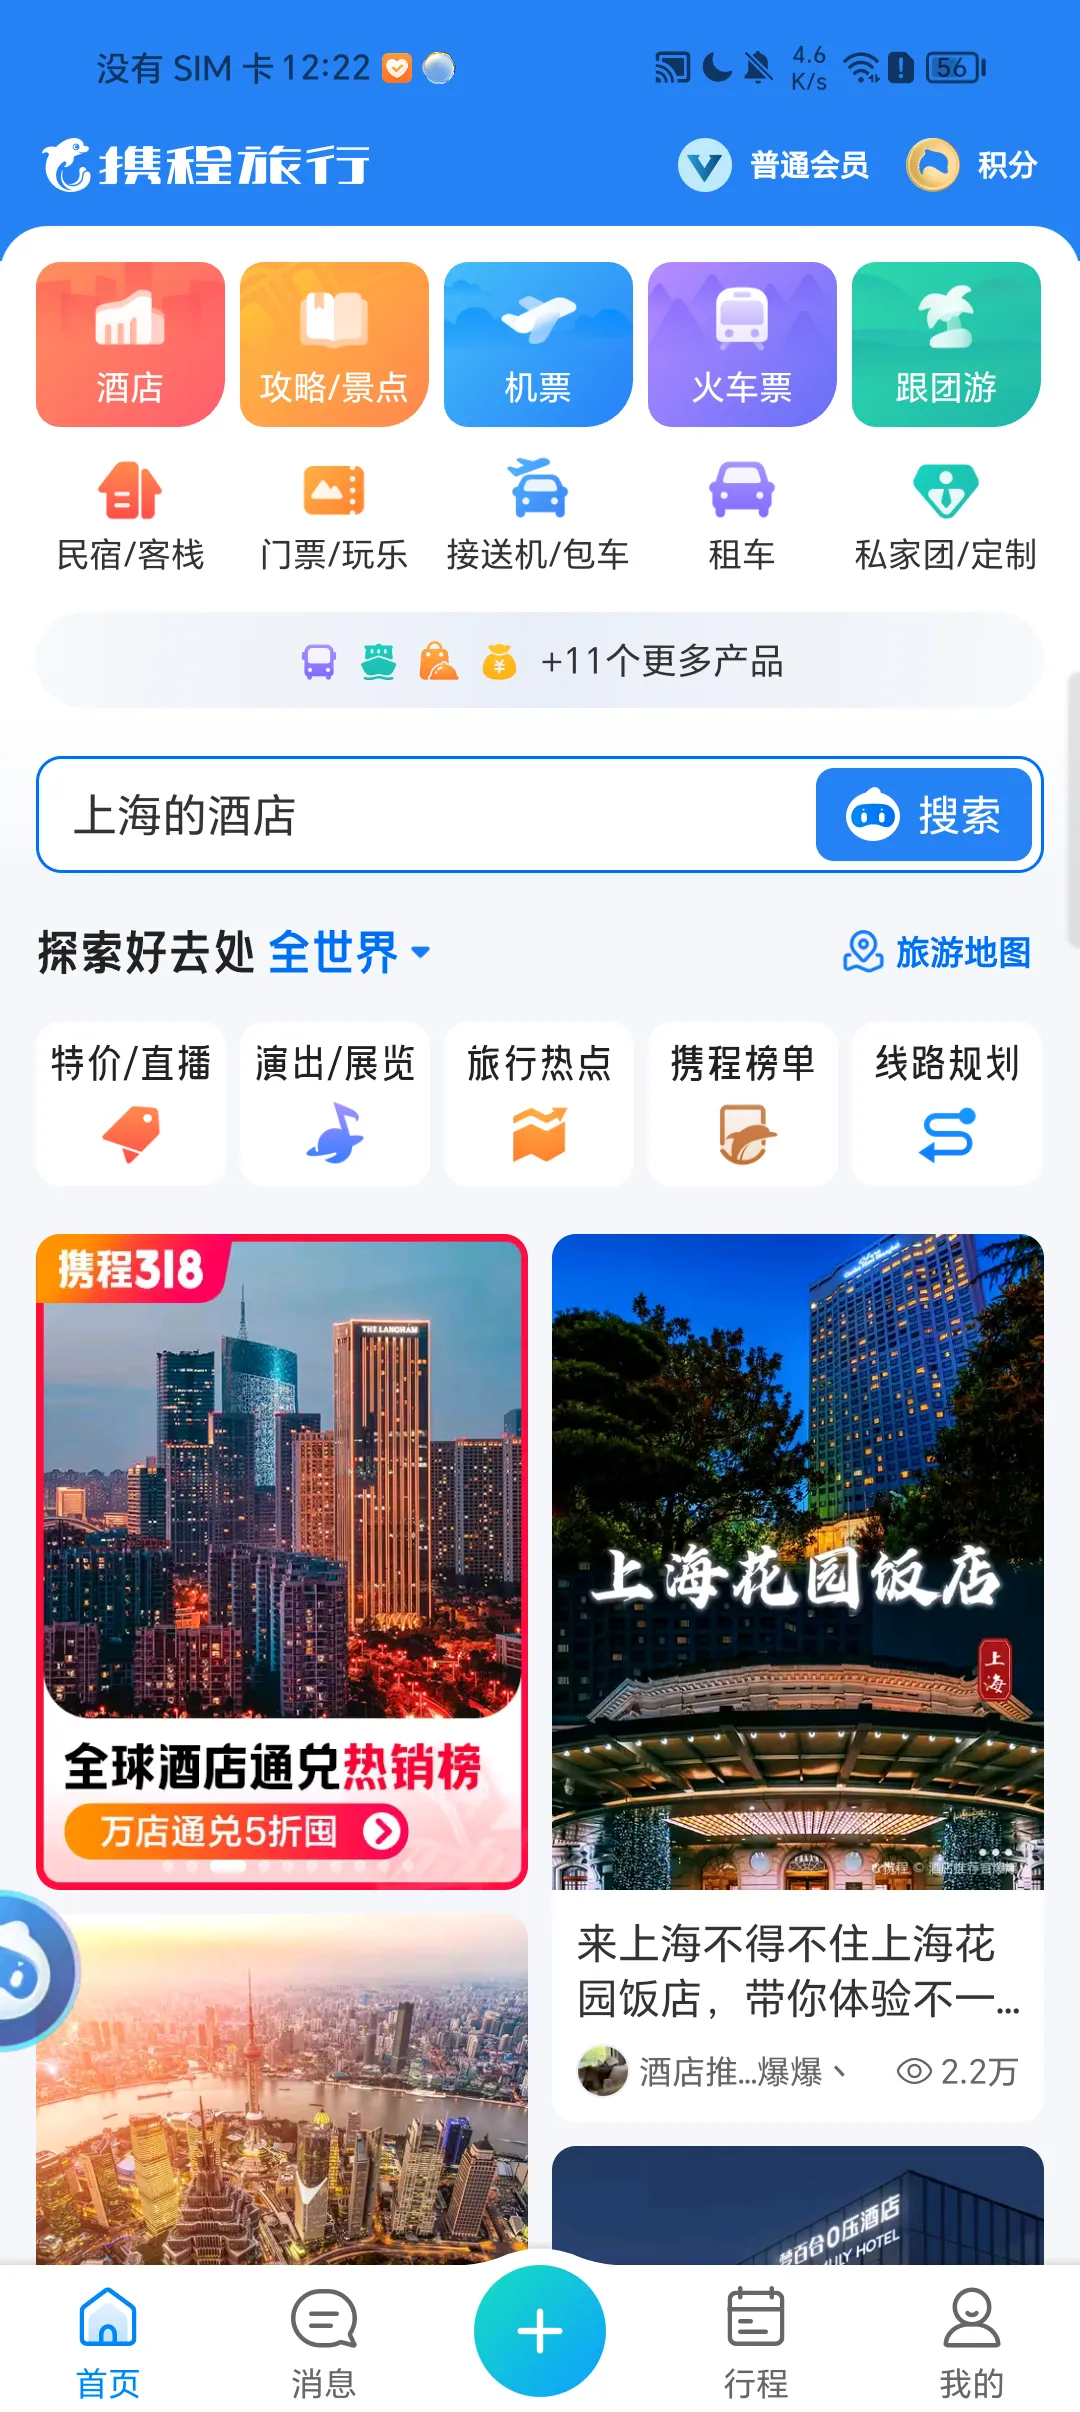 没有 SIM 卡 12:22
4.6
K/s
56
携程旅行
普通会员
积分
酒店
攻略/景点
机票
火车票
跟团游
民宿/客栈
门票/玩乐
接送机/包车
租车
私家团/定制
+11个更多产品
上海的酒店
搜索
探索好去处 全世界
旅游地图
特价/直播
演出/展览
旅行热点
携程榜单
线路规划
携程318
THE LANGHAM
全球酒店通兑热销榜
万店通兑5折囤
上海花园饭店
上海
来上海不得不住上海花
园饭店，带你体验不一...
酒店推...爆爆丶
2.2万
0压酒店
HOTEL
首页
消息
行程
我的